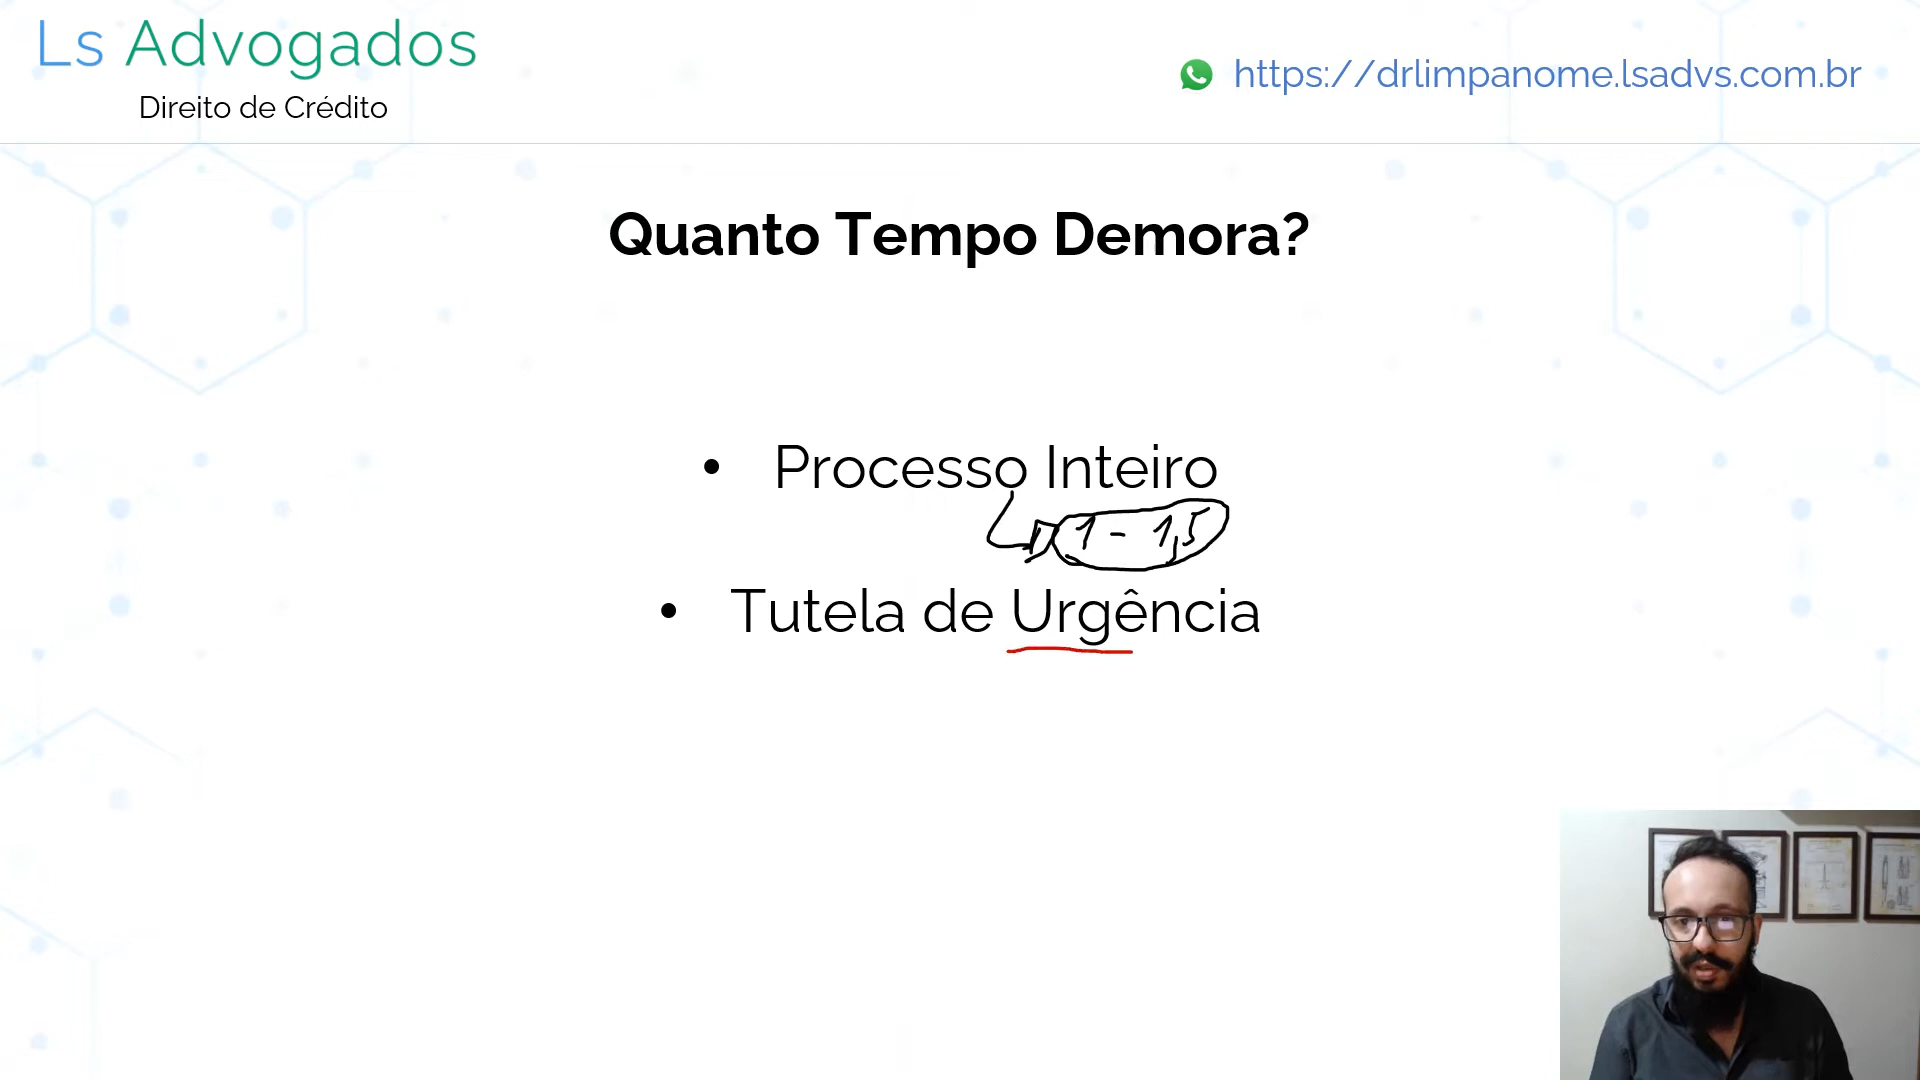 Ls Advogados
Direito de Crédito
https://drlimpanome.lsadvs.com.br
Quanto Tempo Demora?
• Processo Inteiro
1 - 1,5
• Tutela de Urgência